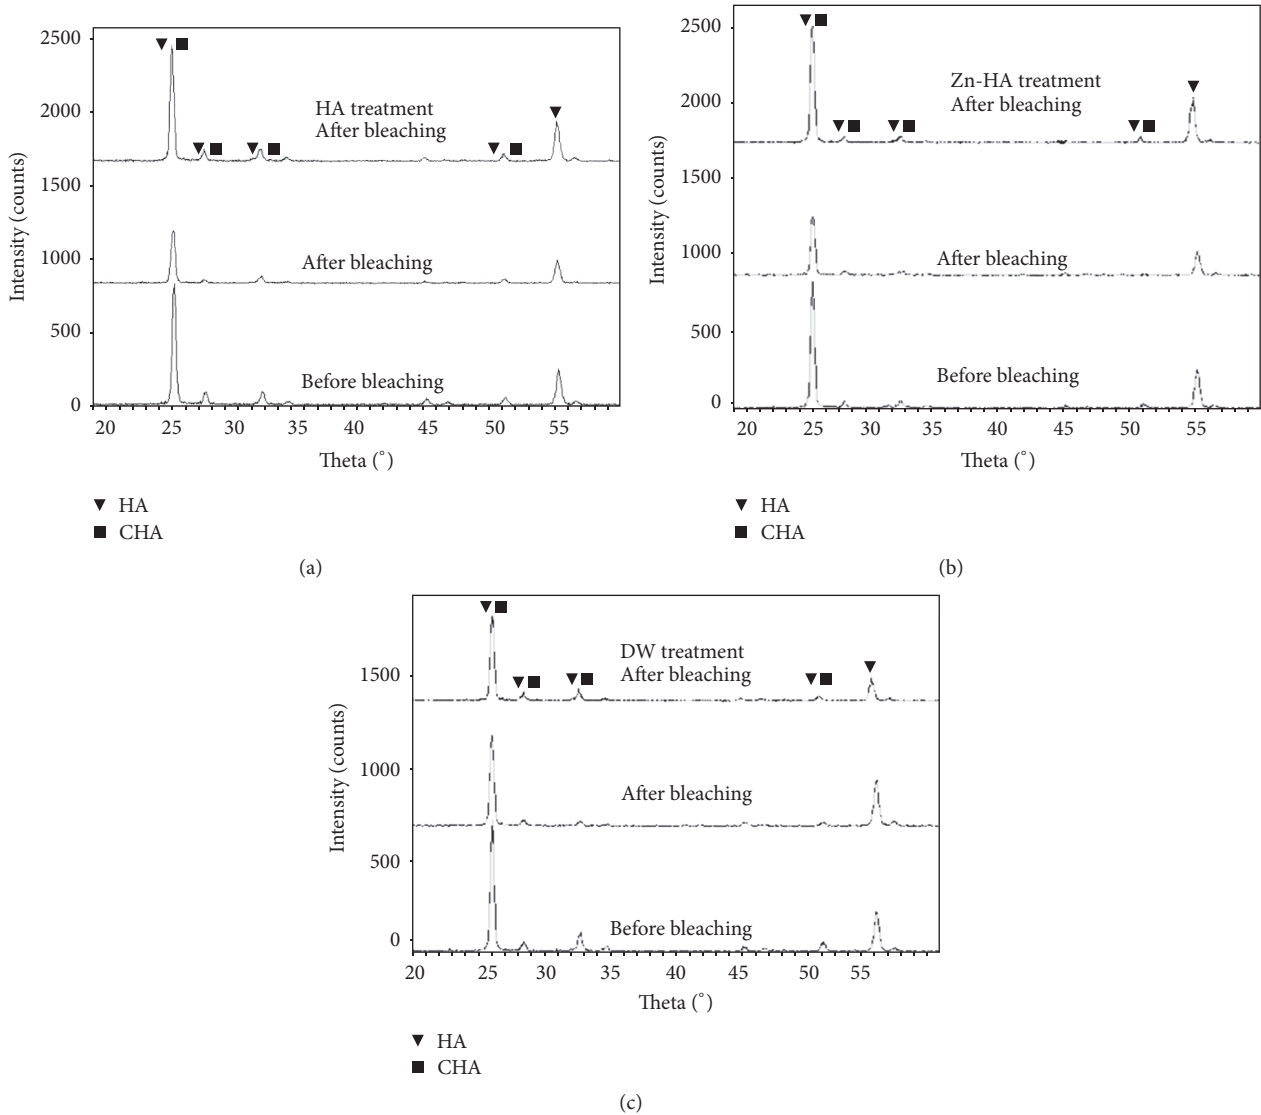 2500
2000
1500
1000
500
0
Intensity (counts)
HA treatment
After bleaching
After bleaching
Before bleaching
20 25 30 35 40 45 50 55
Theta (°)
▼ HA
■ CHA
(a)
2500
2000
1500
1000
500
0
Intensity (counts)
Zn-HA treatment
After bleaching
After bleaching
Before bleaching
20 25 30 35 40 45 50 55
Theta (°)
▼ HA
■ CHA
(b)
1500
1000
500
0
Intensity (counts)
DW treatment
After bleaching
After bleaching
Before bleaching
20 25 30 35 40 45 50 55
Theta (°)
▼ HA
■ CHA
(c)